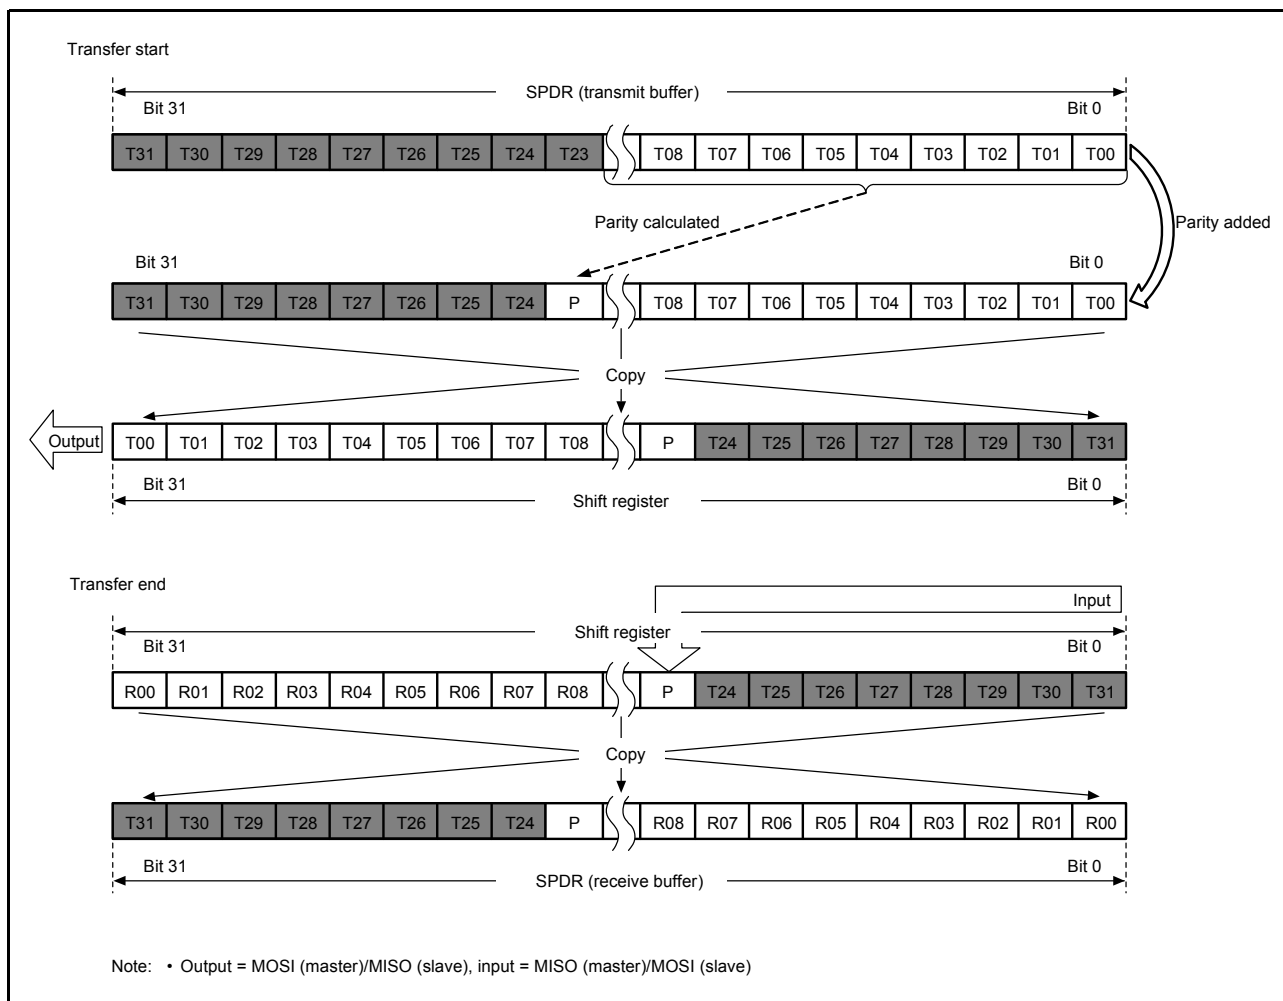 Transfer start
SPDR (transmit buffer)
Bit 31 Bit 0
T31 T30 T29 T28 T27 T26 T25 T24 T23 T08 T07 T06 T05 T04 T03 T02 T01 T00
Parity calculated Parity added
Bit 31 Bit 0
T31 T30 T29 T28 T27 T26 T25 T24 P T08 T07 T06 T05 T04 T03 T02 T01 T00
Copy
Output T00 T01 T02 T03 T04 T05 T06 T07 T08 P T24 T25 T26 T27 T28 T29 T30 T31
Bit 31 Bit 0
Shift register
Transfer end
Input
Shift register
Bit 31 Bit 0
R00 R01 R02 R03 R04 R05 R06 R07 R08 P T24 T25 T26 T27 T28 T29 T30 T31
Copy
T31 T30 T29 T28 T27 T26 T25 T24 P R08 R07 R06 R05 R04 R03 R02 R01 R00
Bit 31 Bit 0
SPDR (receive buffer)
Note: • Output = MOSI (master)/MISO (slave), input = MISO (master)/MOSI (slave)